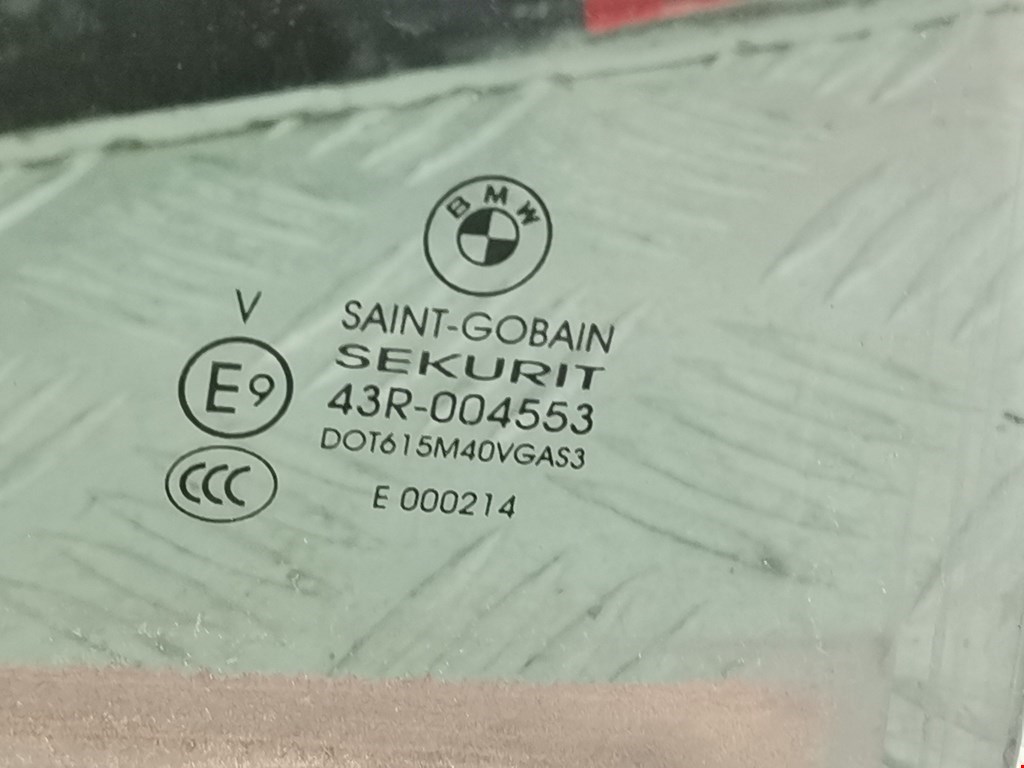 BMW
V
SAINT-GOBAIN
SEKURIT
E9
43R-004553
DOT615M40VGAS3
CCC
E 000214